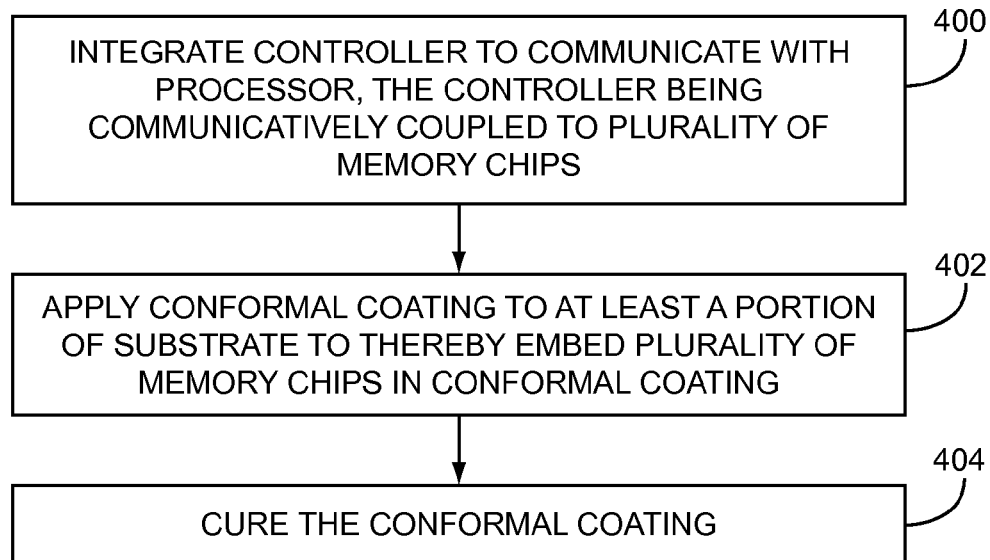 400
INTEGRATE CONTROLLER TO COMMUNICATE WITH
PROCESSOR, THE CONTROLLER BEING
COMMUNICATIVELY COUPLED TO PLURALITY OF
MEMORY CHIPS
402
APPLY CONFORMAL COATING TO AT LEAST A PORTION
OF SUBSTRATE TO THEREBY EMBED PLURALITY OF
MEMORY CHIPS IN CONFORMAL COATING
404
CURE THE CONFORMAL COATING